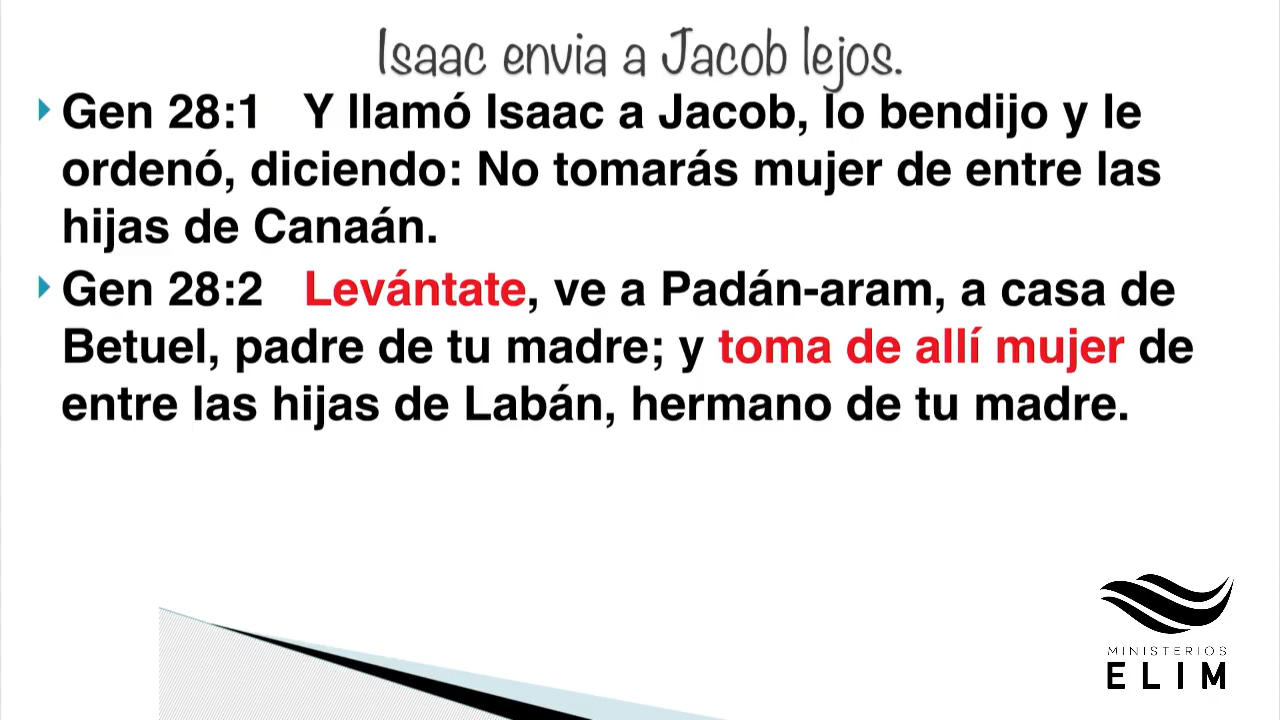 Isaac envia a Jacob lejos.
Gen 28:1 Y llamó Isaac a Jacob, lo bendijo y le
ordenó, diciendo: No tomarás mujer de entre las
hijas de Canaán.
Gen 28:2 Levántate, ve a Padán-aram, a casa de
Betuel, padre de tu madre; y toma de allí mujer de
entre las hijas de Labán, hermano de tu madre.
MINISTERIOS
ELIM